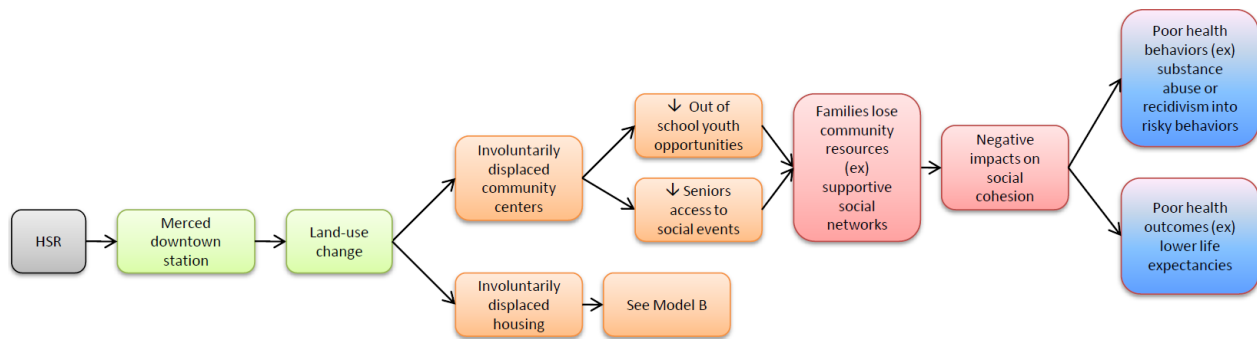 HSR
Merced
downtown
station
Land-use
change
Involuntarily
displaced
community
centers
Involuntarily
displaced
housing
↓ Out of
school youth
opportunities
↓ Seniors
access to
social events
See Model B
Families lose
community
resources
(ex)
supportive
social
networks
Negative
impacts on
social
cohesion
Poor health
behaviors (ex)
substance
abuse or
recidivism into
risky behaviors
Poor health
outcomes (ex)
lower life
expectancies